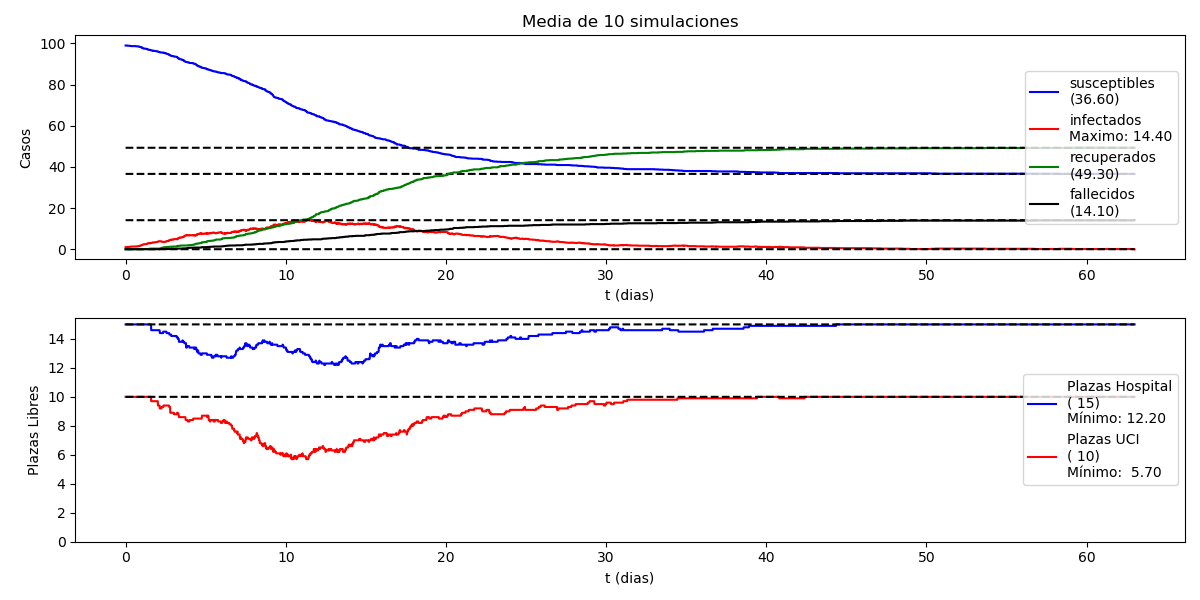 Media de 10 simulaciones
Casos
100
80
60
40
20
0
susceptibles
(36.60)
infectados
Maximo: 14.40
recuperados
(49.30)
fallecidos
(14.10)
0 10 20 30 40 50 60
t (dias)
Plazas Libres
14
12
10
8
6
4
2
0
Plazas Hospital
( 15)
Mínimo: 12.20
Plazas UCI
( 10)
Mínimo:  5.70
0 10 20 30 40 50 60
t (dias)